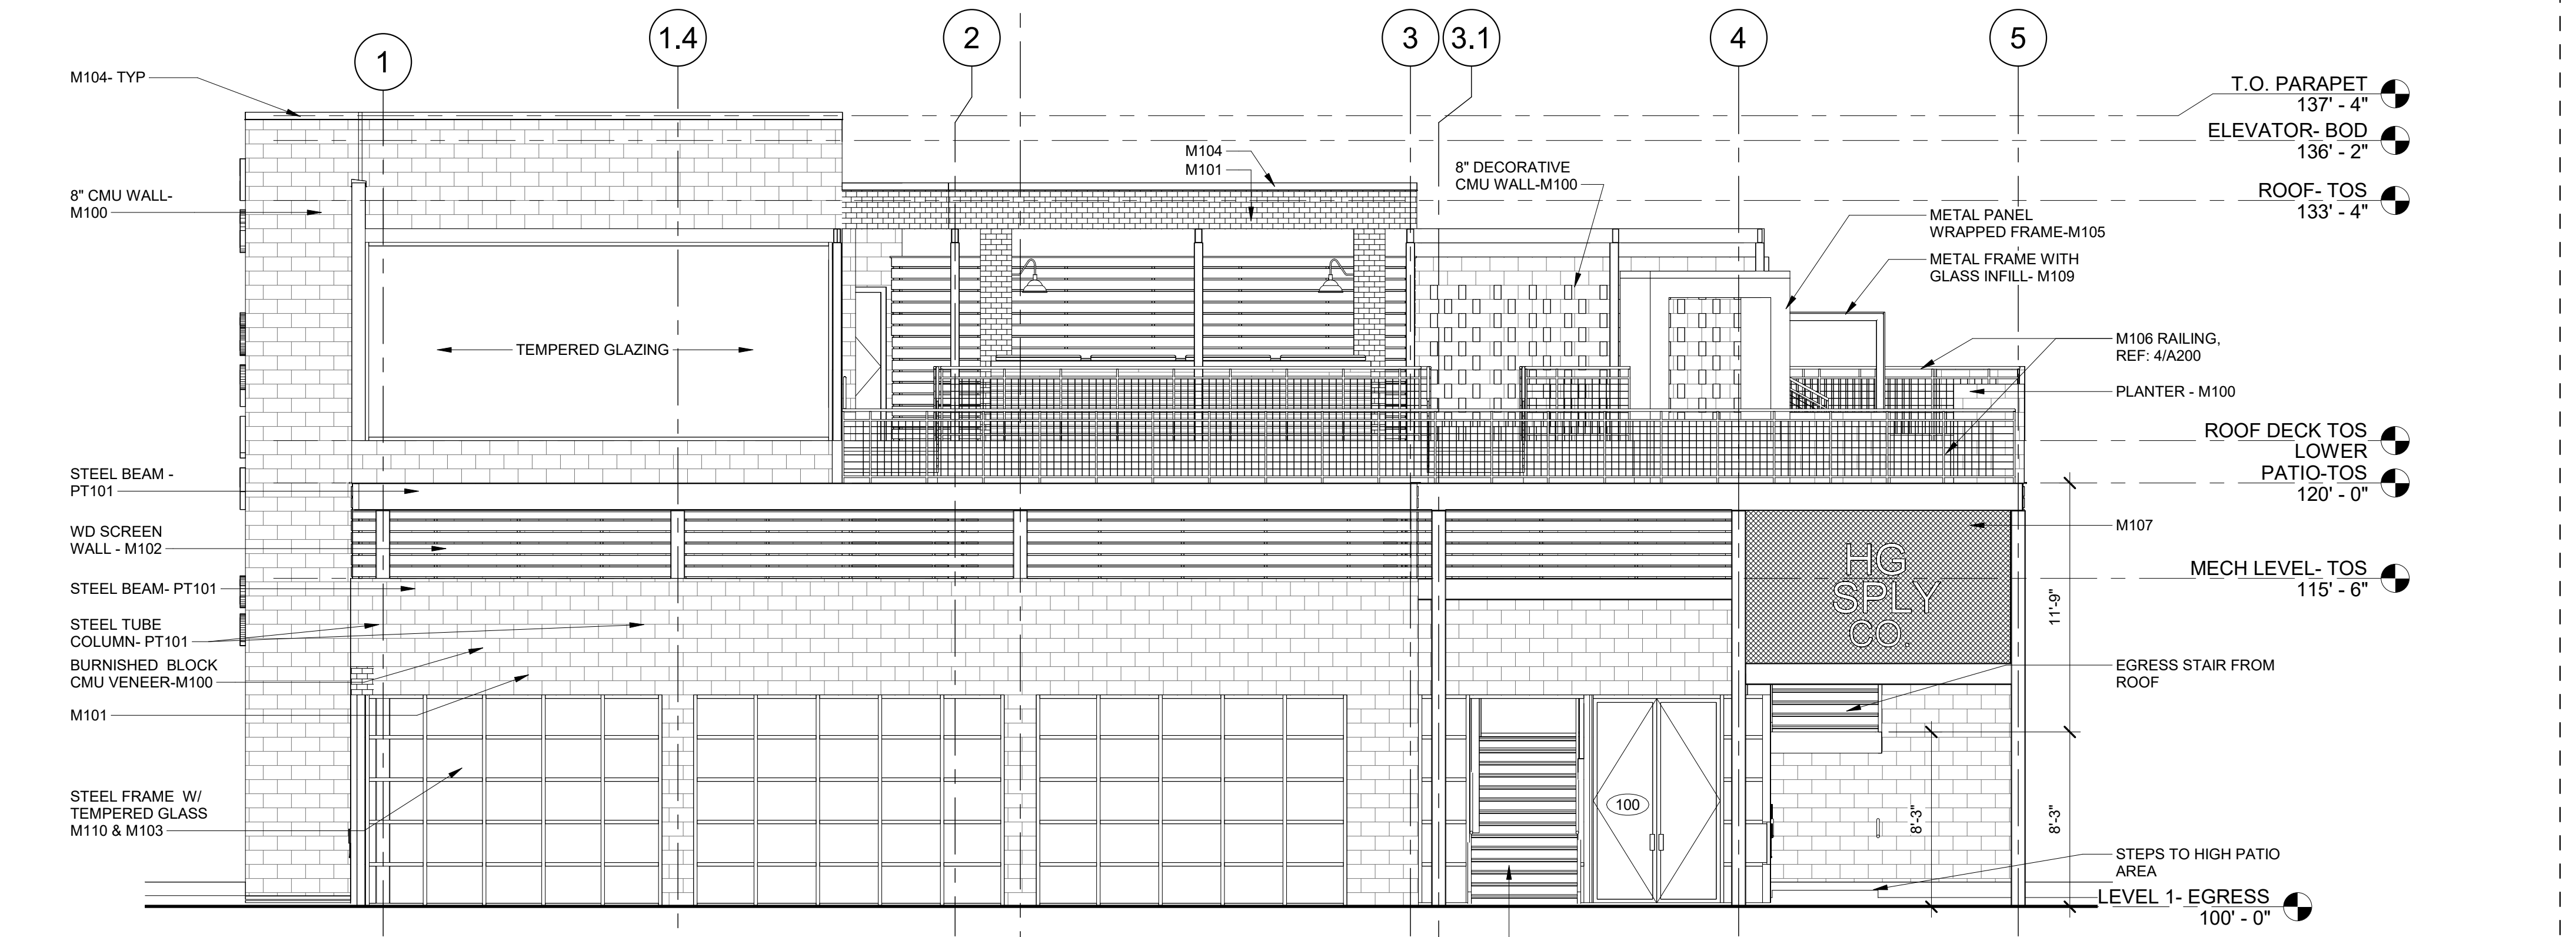 1
1.4
2
3
3.1
4
5
M104- TYP
8" CMU WALL-
M100
STEEL BEAM -
PT101
WD SCREEN
WALL - M102
STEEL BEAM- PT101
STEEL TUBE
COLUMN- PT101
BURNISHED BLOCK
CMU VENEER-M100
M101
STEEL FRAME W/
TEMPERED GLASS
M110 & M103
TEMPERED GLAZING
M104
M101
8" DECORATIVE
CMU WALL-M100
METAL PANEL
WRAPPED FRAME-M105
METAL FRAME WITH
GLASS INFILL- M109
M106 RAILING,
REF: 4/A200
PLANTER - M100
M107
HG
SPLY
CO.
EGRESS STAIR FROM
ROOF
100
8'-3"
11'-9"
8'-3"
STEPS TO HIGH PATIO
AREA
T.O. PARAPET
137' - 4"
ELEVATOR- BOD
136' - 2"
ROOF- TOS
133' - 4"
ROOF DECK TOS
LOWER
PATIO-TOS
120' - 0"
MECH LEVEL- TOS
115' - 6"
LEVEL 1- EGRESS
100' - 0"